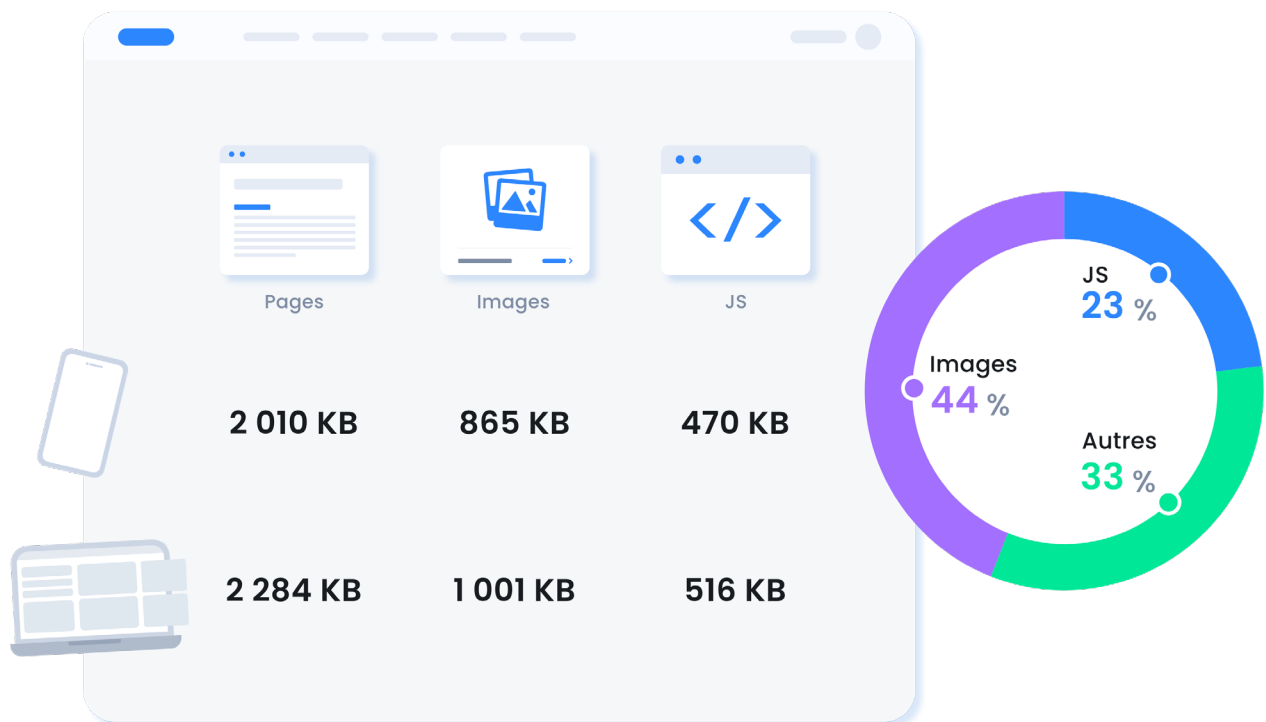 Pages
Images
JS
2 010 KB
865 KB
470 KB
2 284 KB
1 001 KB
516 KB
JS
23 %
Images
44 %
Autres
33 %